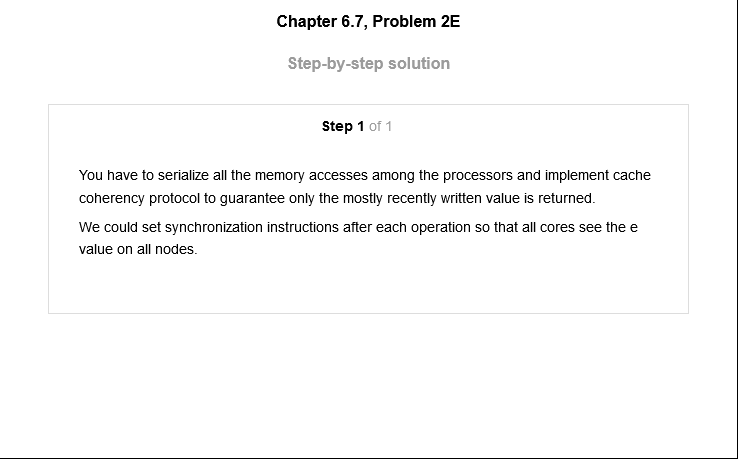 Chapter 6.7, Problem 2E
Step-by-step solution
Step 1 of 1
You have to serialize all the memory accesses among the processors and implement cache
coherency protocol to guarantee only the mostly recently written value is returned.
We could set synchronization instructions after each operation so that all cores see the e
value on all nodes.